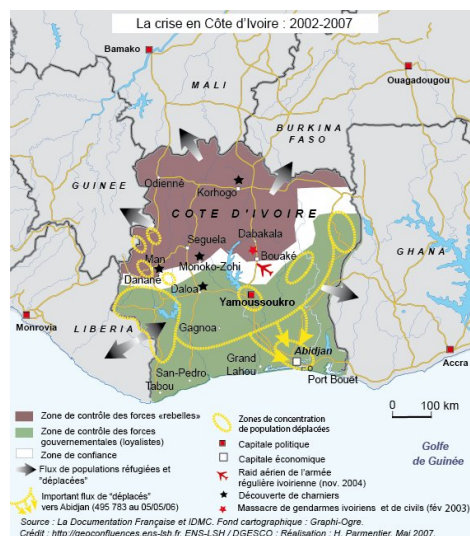 La crise en Côte d'Ivoire : 2002-2007
Bamako
MALI
Ouagadougou
BURKINA
FASO
GUINEE
Odienné
Korhogo
COTE D'IVOIRE
Dabakala
Seguela
Bouaké
Man
Monoko-Zohi
Danané
Daloa
GHANA
Yamoussoukro
Monrovia
LIBERIA
Gagnoa
Abidjan
Grand
Lahou
Accra
San-Pedro
Tabou
Port Bouët
Zone de contrôle des forces «rebelles»
Zone de contrôle des forces
gouvernementales (loyalistes)
Zone de confiance
Flux de populations réfugiées et
"déplacées"
Important flux de "déplacés"
vers Abidjan (495 783 au 05/05/06)
Zones de concentration
de population déplacées
Capitale politique
Capitale économique
Raid aérien de l'armée
régulière ivoirienne (nov. 2004)
Découverte de charniers
Massacre de gendarmes ivoiriens et de civils (fév 2003)
0 100 km
Golfe
de Guinée
Source : La Documentation Française et IDMC. Fond cartographique : Graphi-Ogre.
Crédit : http://geoconfluences.ens-lsh.fr, ENS-LSH / DGESCO : Réalisation : H. Parmentier, Mai 2007.